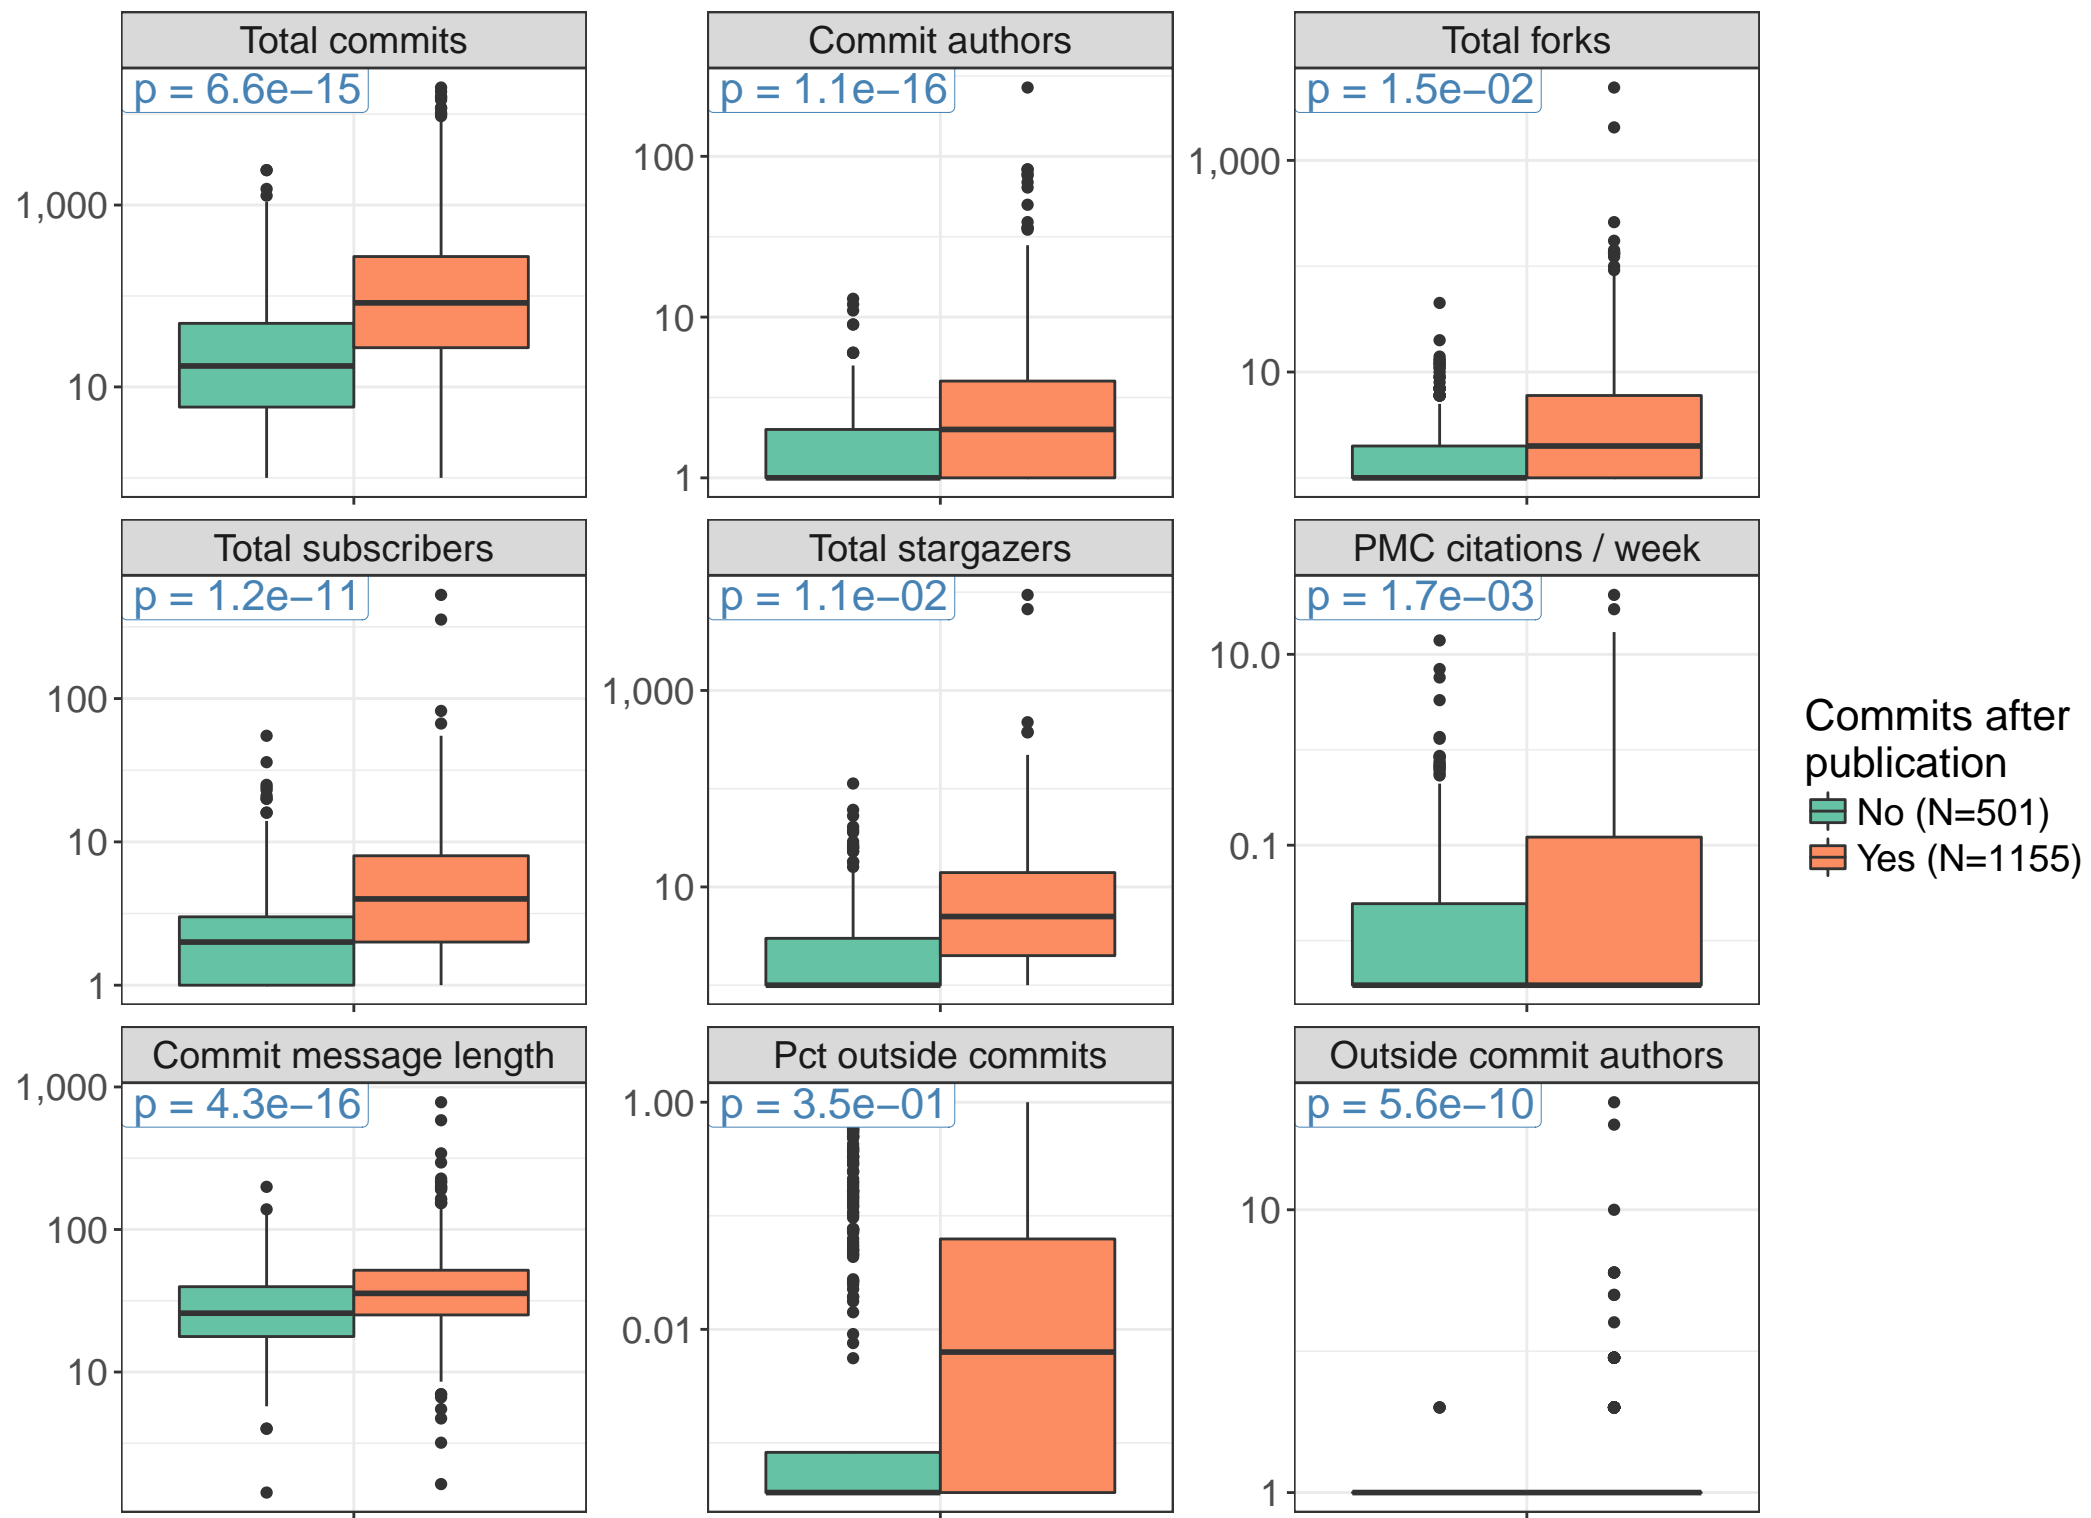 Total commits
p = 6.6e−15
1,000
10
Commit authors
p = 1.1e−16
100
10
1
Total forks
p = 1.5e−02
1,000
10
Total subscribers
p = 1.2e−11
100
10
1
Total stargazers
p = 1.1e−02
1,000
10
PMC citations / week
p = 1.7e−03
10.0
0.1
Commit message length
p = 4.3e−16
1,000
100
10
Pct outside commits
p = 3.5e−01
1.00
0.01
Outside commit authors
p = 5.6e−10
10
1
Commits after
publication
No (N=501)
Yes (N=1155)